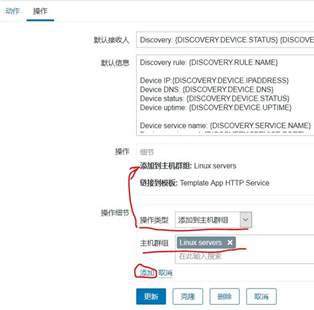 动作 操作
默认接收人 Discovery: {DISCOVERY.DEVICE.STATUS} {DISCOVE
默认信息 Discovery rule: {DISCOVERY.RULE.NAME}
Device IP:{DISCOVERY.DEVICE.IPADDRESS}
Device DNS: {DISCOVERY.DEVICE.DNS}
Device status: {DISCOVERY.DEVICE.STATUS}
Device uptime: {DISCOVERY.DEVICE.UPTIME}
Device service name: {DISCOVERY.SERVICE.NAME}
操作 细节
添加到主机群组: Linux servers
链接到模板: Template App HTTP Service
操作细节
操作类型 添加到主机群组
主机群组 Linux servers
在此输入搜索
添加 取消
更新 克隆 删除 取消